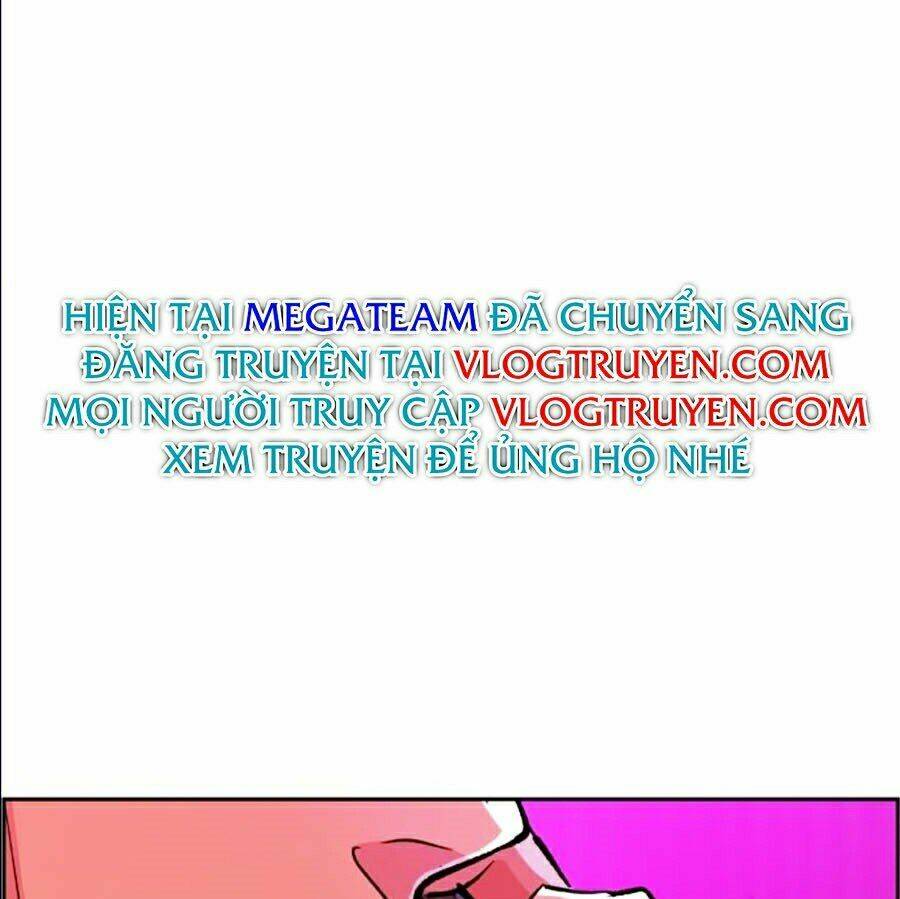 HIỆN TẠI MEGATEAM ĐÃ CHUYỂN SANG
ĐĂNG TRUYỆN TẠI VLOGTRUYEN.COM
MỌI NGƯỜI TRUY CẬP VLOGTRUYEN.COM
XEM TRUYỆN ĐỂ ỦNG HỘ NHÉ